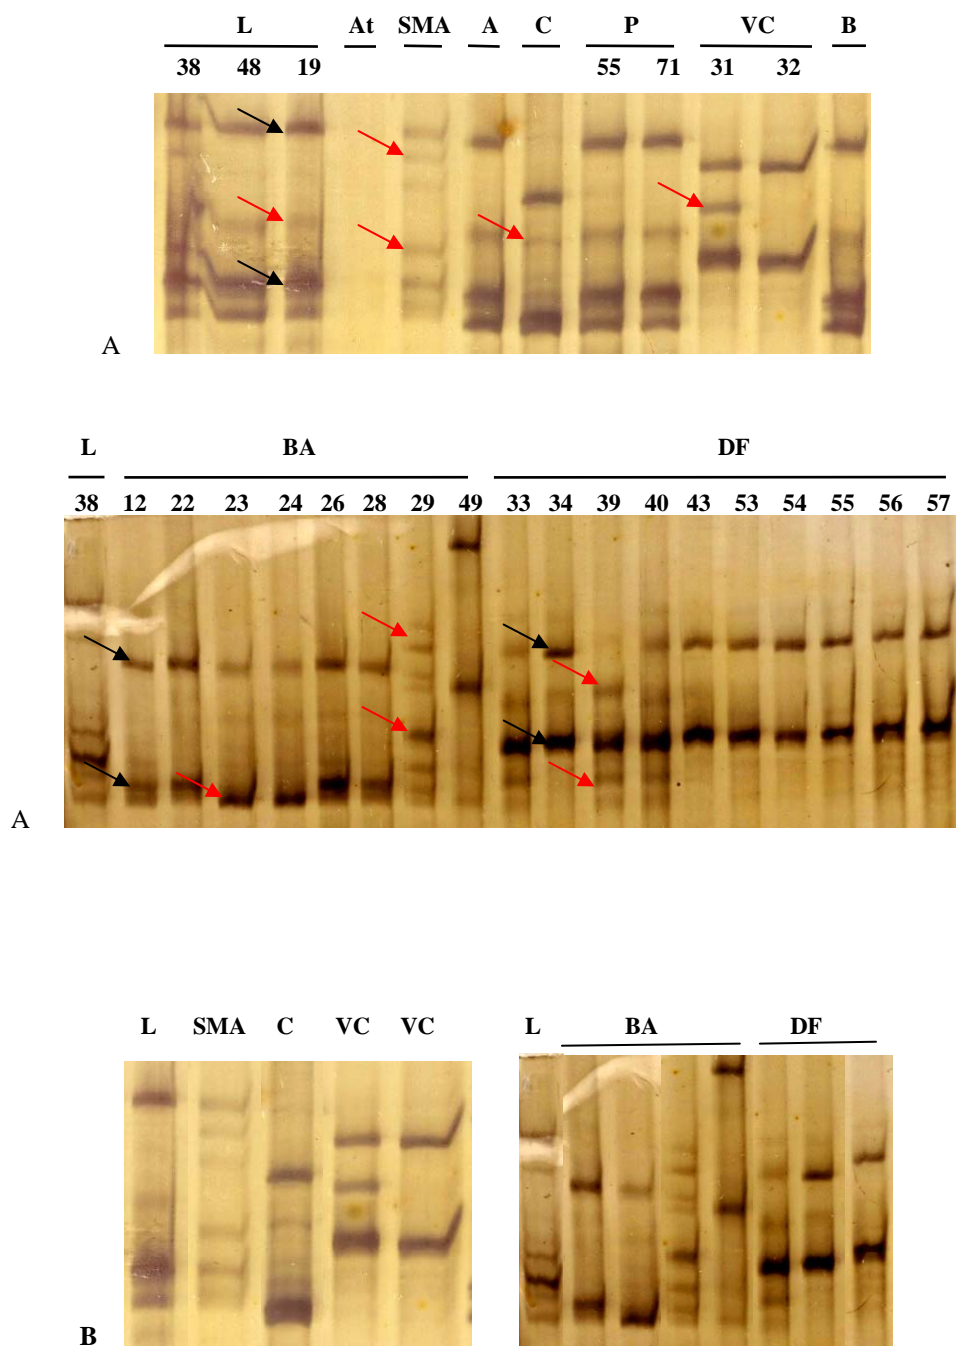 L At SMA A C P VC B
38 48 19 55 71 31 32
A
L BA DF
38 12 22 23 24 26 28 29 49 33 34 39 40 43 53 54 55 56 57
A
L SMA C VC VC L BA DF
B